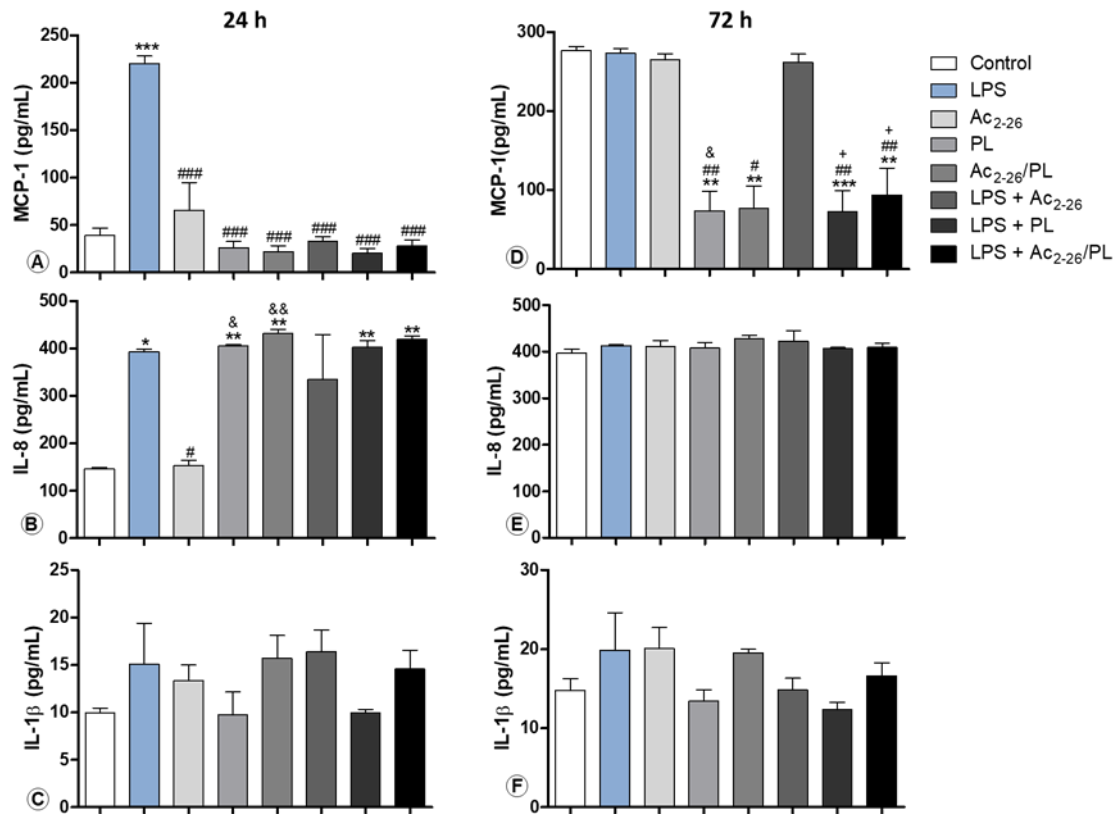 24 h
72 h
250
200
150
100
50
0
MCP-1 (pg/mL)
***
###
###
###
###
###
###
A
300
200
100
0
MCP-1(pg/mL)
&
##
**
#
**
+
##
***
+
##
**
D
Control
LPS
Ac2-26
PL
Ac2-26/PL
LPS + Ac2-26
LPS + PL
LPS + Ac2-26/PL
500
400
300
200
100
0
IL-8 (pg/mL)
*
#
&
**
&&
**
**
**
B
500
400
300
200
100
0
IL-8 (pg/mL)
E
25
20
15
10
5
0
IL-1β (pg/mL)
C
30
20
10
0
IL-1β (pg/mL)
F